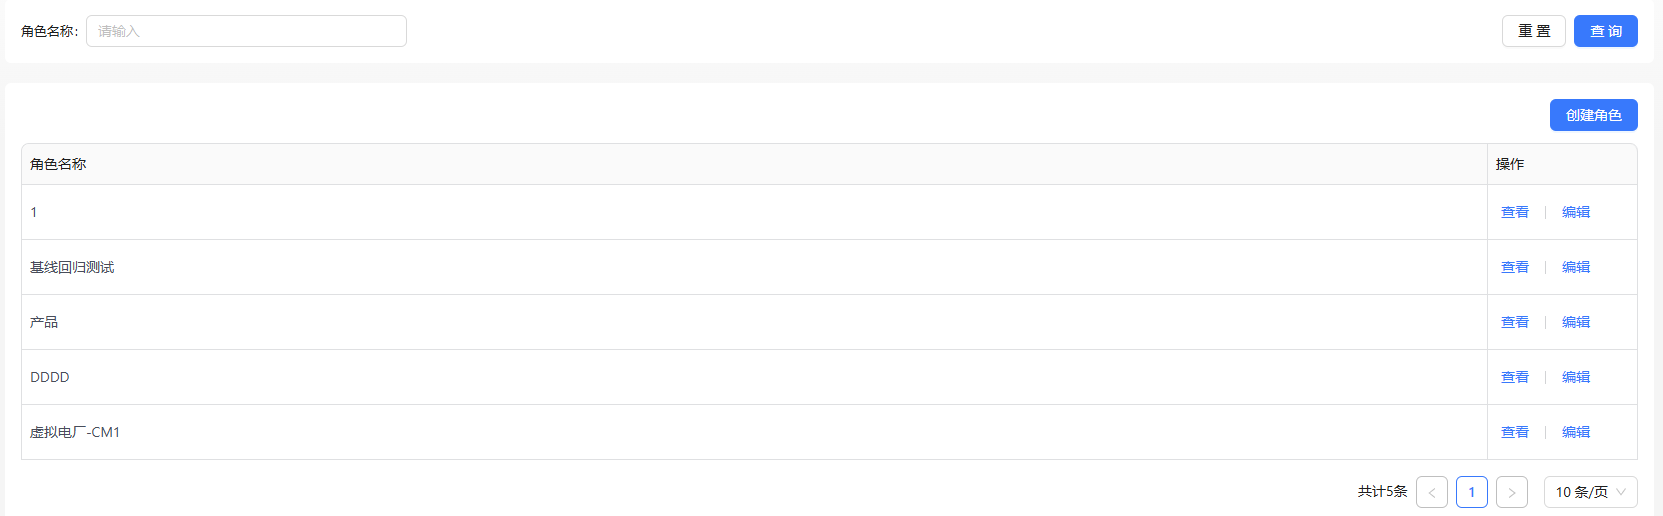 角色名称: 请输入 重 置 查 询
创建角色
角色名称 操作
1 查看 编辑
基线回归测试 查看 编辑
产品 查看 编辑
DDDD 查看 编辑
虚拟电厂-CM1 查看 编辑
共计5条 < 1 > 10 条/页